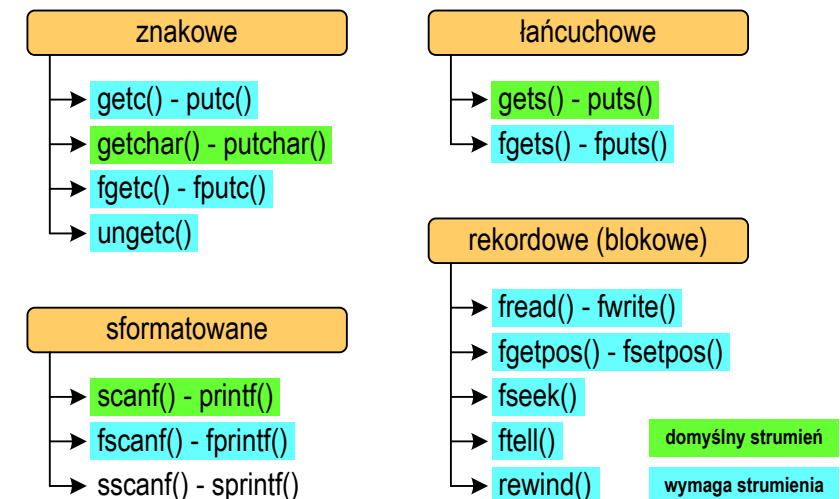 znakowe
getc() - putc()
getchar() - putchar()
fgetc() - fputc()
ungetc()
sformatowane
scanf() - printf()
fscanf() - fprintf()
sscanf() - sprintf()
łańcuchowe
gets() - puts()
fgets() - fputs()
rekordowe (blokowe)
fread() - fwrite()
fgetpos() - fsetpos()
fseek()
ftell()
rewind()
domyślny strumień
wymaga strumienia